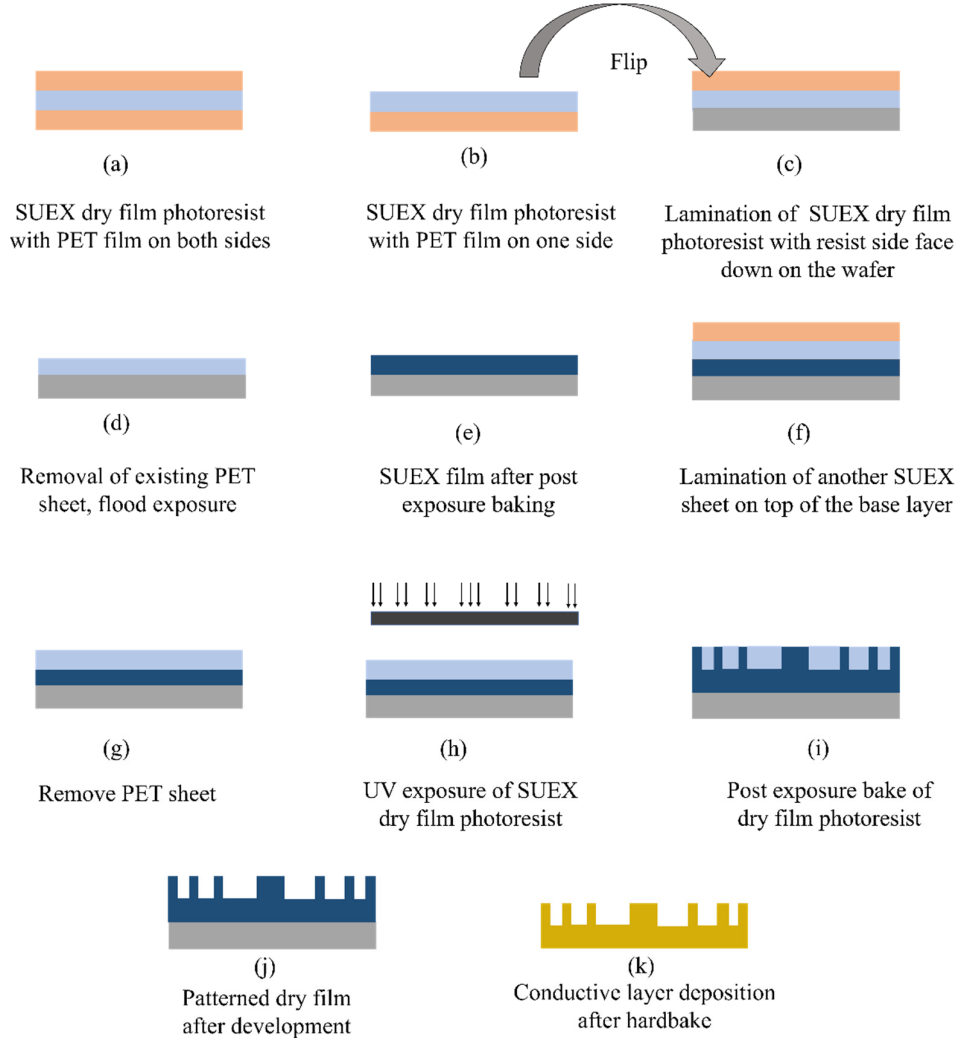 Flip
(a)
SUEX dry film photoresist
with PET film on both sides
(b)
SUEX dry film photoresist
with PET film on one side
(c)
Lamination of SUEX dry film
photoresist with resist side face
down on the wafer
(d)
Removal of existing PET
sheet, flood exposure
(e)
SUEX film after post
exposure baking
(f)
Lamination of another SUEX
sheet on top of the base layer
(g)
Remove PET sheet
(h)
UV exposure of SUEX
dry film photoresist
(i)
Post exposure bake of
dry film photoresist
(j)
Patterned dry film
after development
(k)
Conductive layer deposition
after hardbake